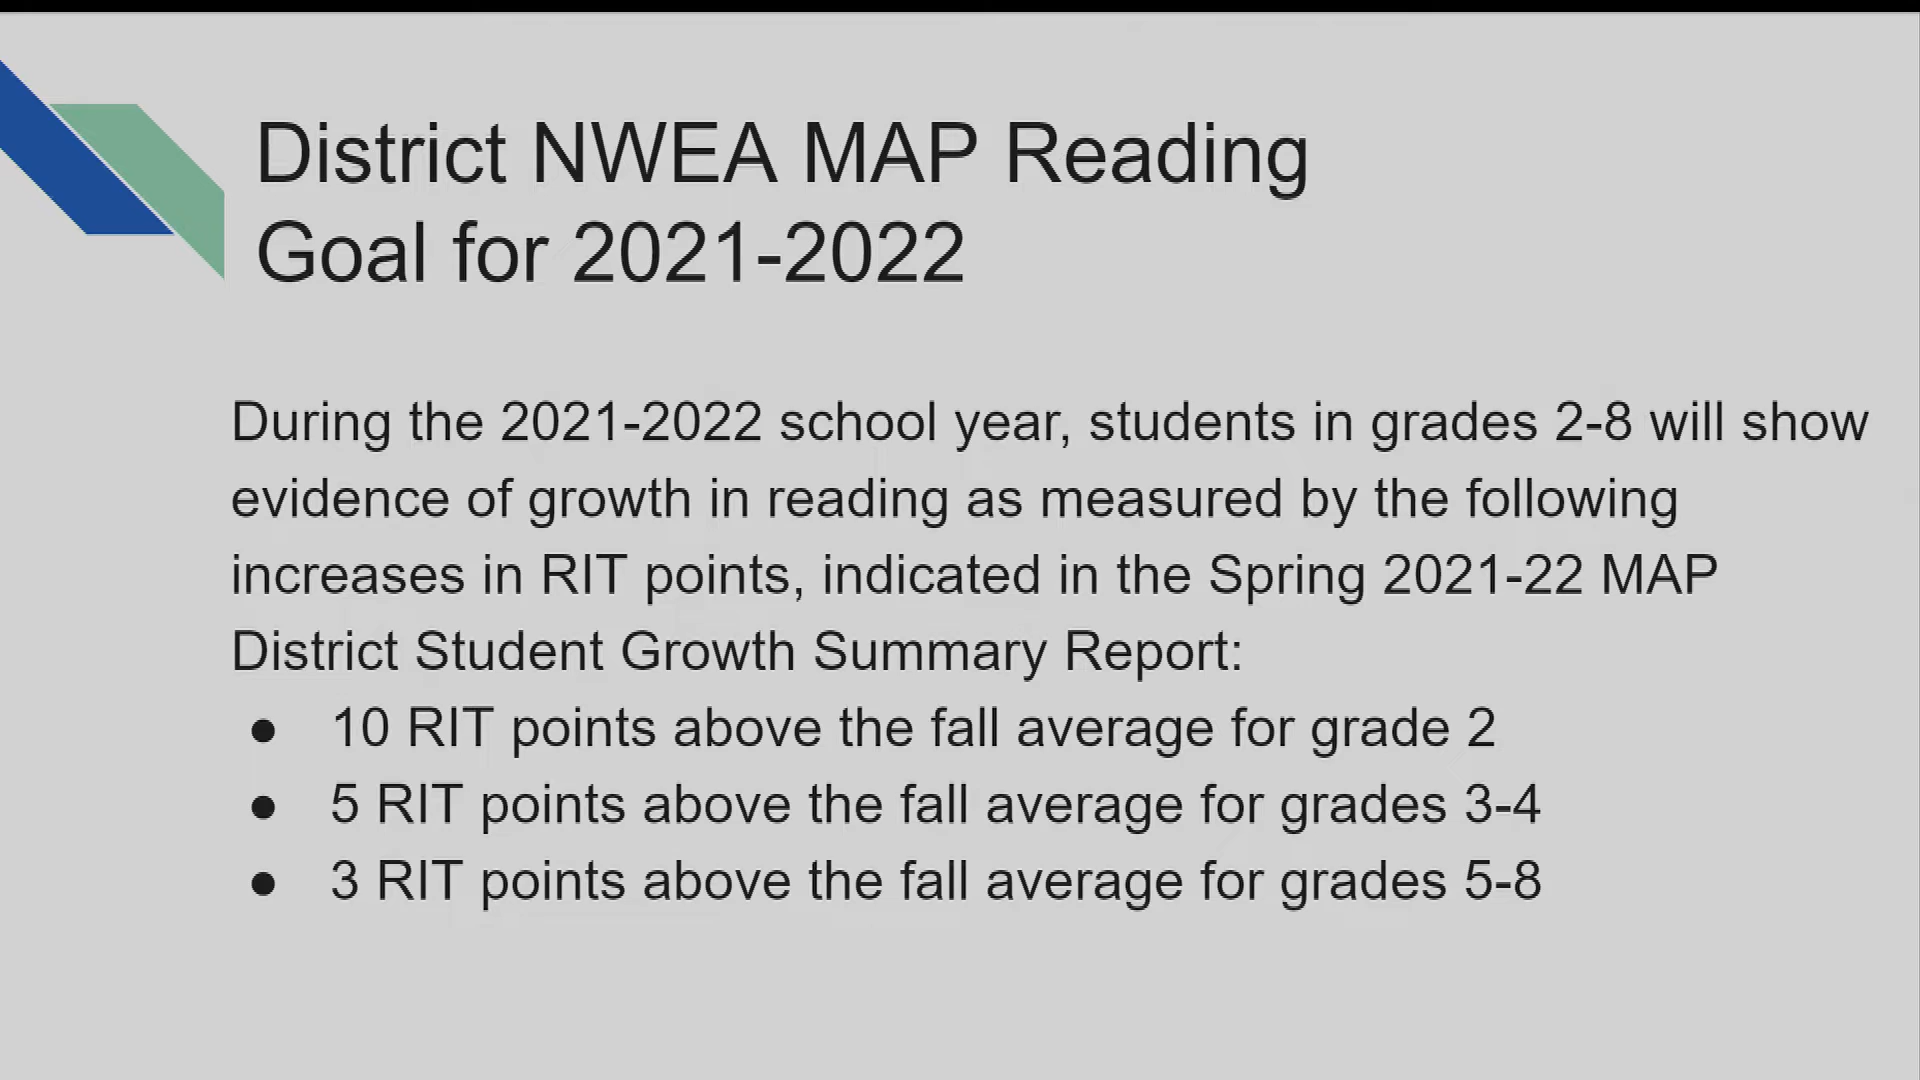 District NWEA MAP Reading
Goal for 2021-2022
During the 2021-2022 school year, students in grades 2-8 will show
evidence of growth in reading as measured by the following
increases in RIT points, indicated in the Spring 2021-22 MAP
District Student Growth Summary Report:
● 10 RIT points above the fall average for grade 2
● 5 RIT points above the fall average for grades 3-4
● 3 RIT points above the fall average for grades 5-8